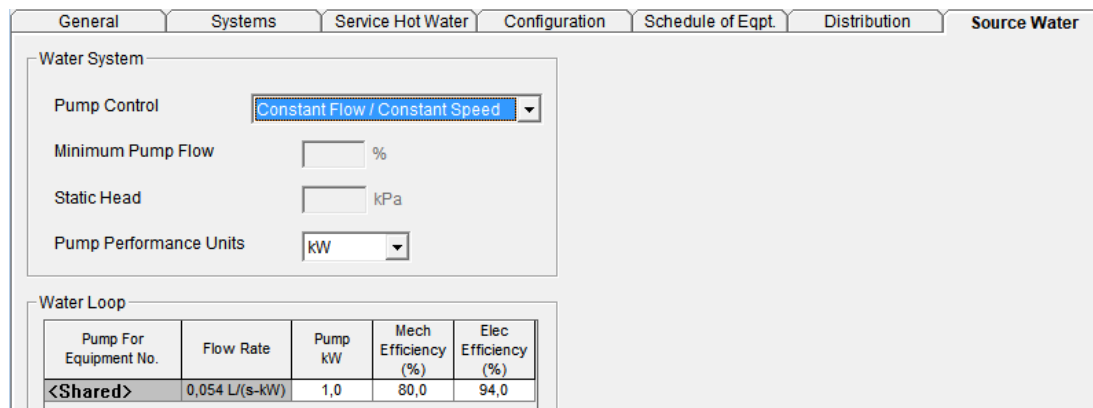 General Systems Service Hot Water Configuration Schedule of Eqpt. Distribution Source Water
Water System
Pump Control Constant Flow / Constant Speed
Minimum Pump Flow %
Static Head kPa
Pump Performance Units kW
Water Loop
Pump For Equipment No. Flow Rate Pump kW Mech Efficiency (%) Elec Efficiency (%)
<Shared> 0,054 L/(s-kW) 1,0 80,0 94,0